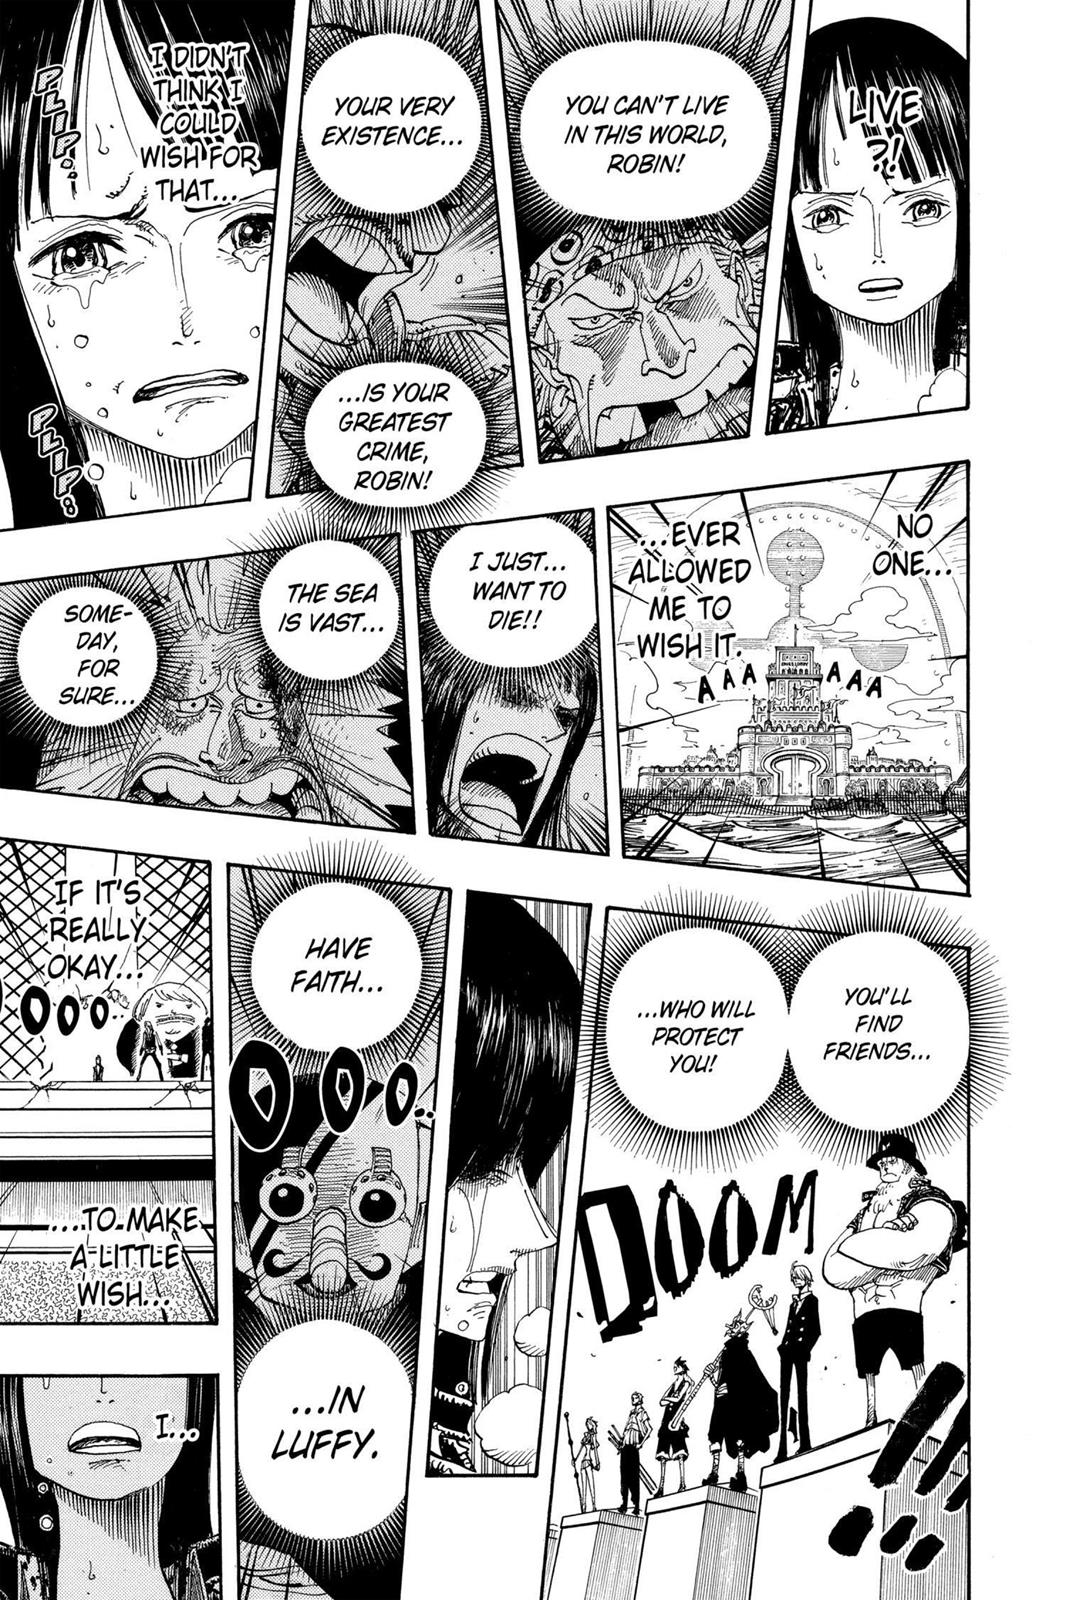 LIVE
?!
YOU CAN'T LIVE
IN THIS WORLD,
ROBIN!
YOUR VERY
EXISTENCE...
...IS YOUR
GREATEST
CRIME,
ROBIN!
I DIDN'T
THINK I
COULD
WISH FOR
THAT...
PLIP
PLIP
NO
ONE...
...EVER
ALLOWED
ME TO
WISH IT.
AAA
AAA
I JUST...
WANT TO
DIE!!
THE SEA
IS VAST...
SOME-
DAY,
FOR
SURE...
YOU'LL
FIND
FRIENDS...
...WHO WILL
PROTECT
YOU!
DOOM
!!!
HAVE
FAITH...
OOO..
...IN
LUFFY.
IF IT'S
REALLY
OKAY...
OOO..
...TO MAKE
A LITTLE
WISH...
I...